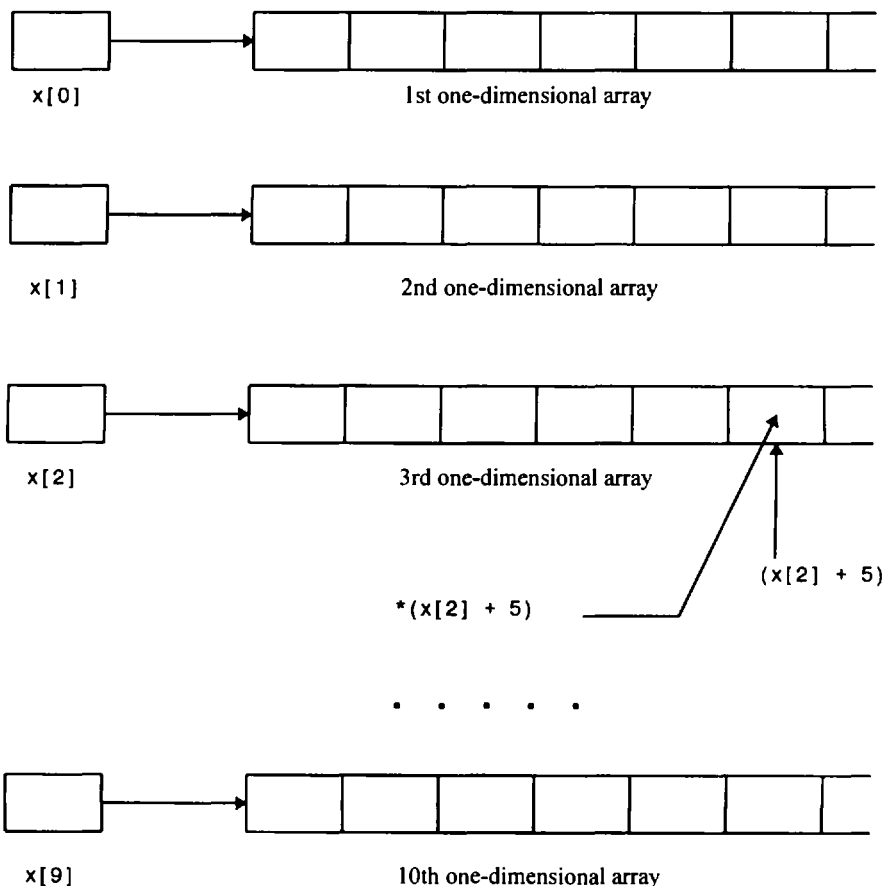 x[0]
1st one-dimensional array
x[1]
2nd one-dimensional array
x[2]
3rd one-dimensional array
(x[2] + 5)
*(x[2] + 5)
. . . . .
x[9]
10th one-dimensional array